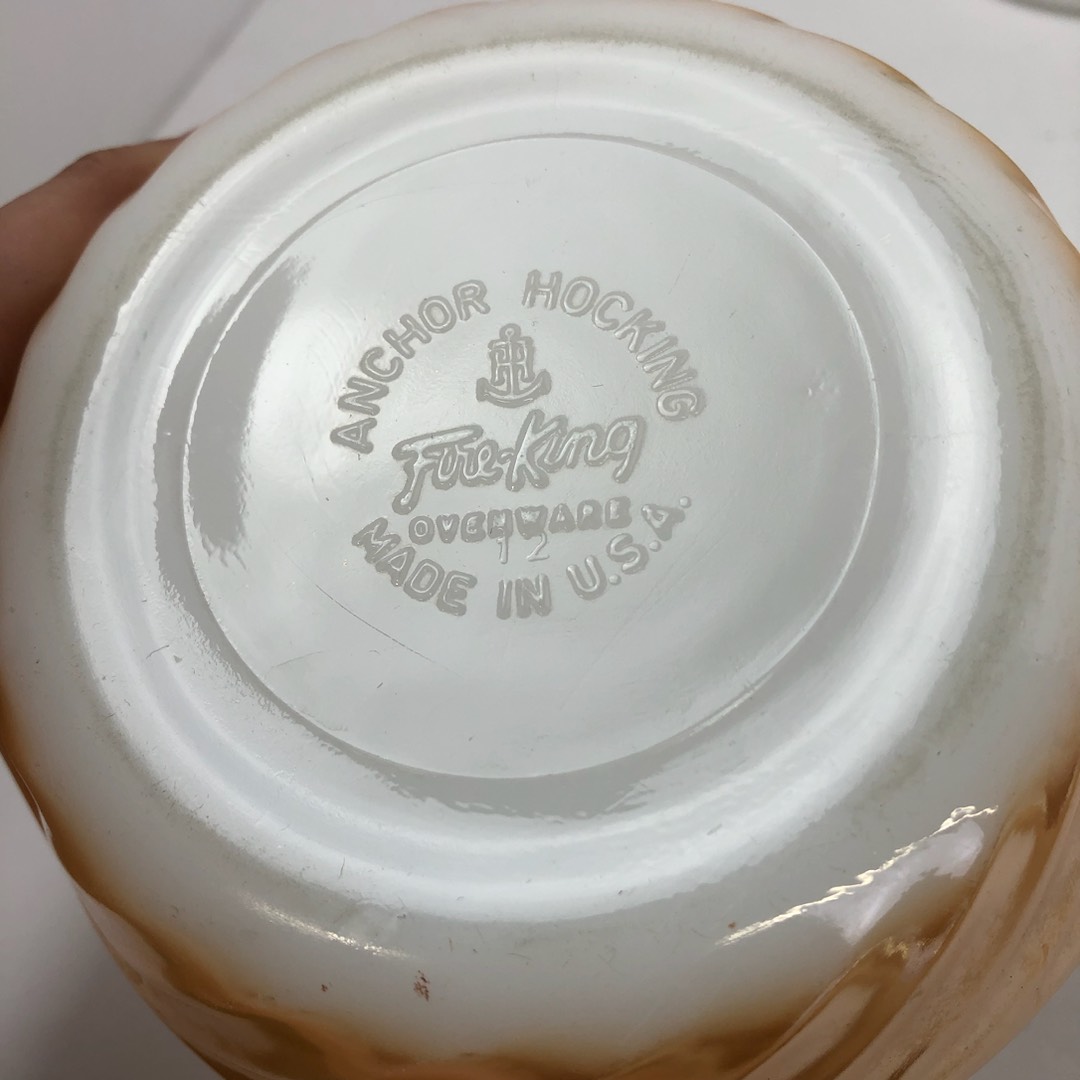 ANCHOR HOCKING
Fire-King
OVENWARE
12
MADE IN U.S.A.